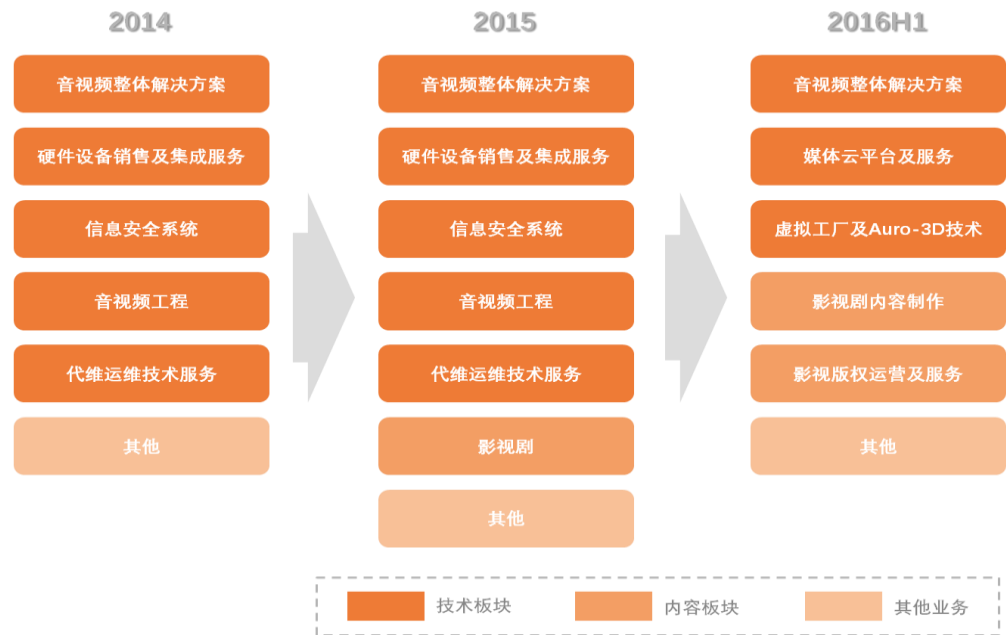 2014
音视频整体解决方案
硬件设备销售及集成服务
信息安全系统
音视频工程
代维运维技术服务
其他
2015
音视频整体解决方案
硬件设备销售及集成服务
信息安全系统
音视频工程
代维运维技术服务
影视剧
其他
2016H1
音视频整体解决方案
媒体云平台及服务
虚拟工厂及Auro-3D技术
影视剧内容制作
影视版权运营及服务
其他
技术板块
内容板块
其他业务